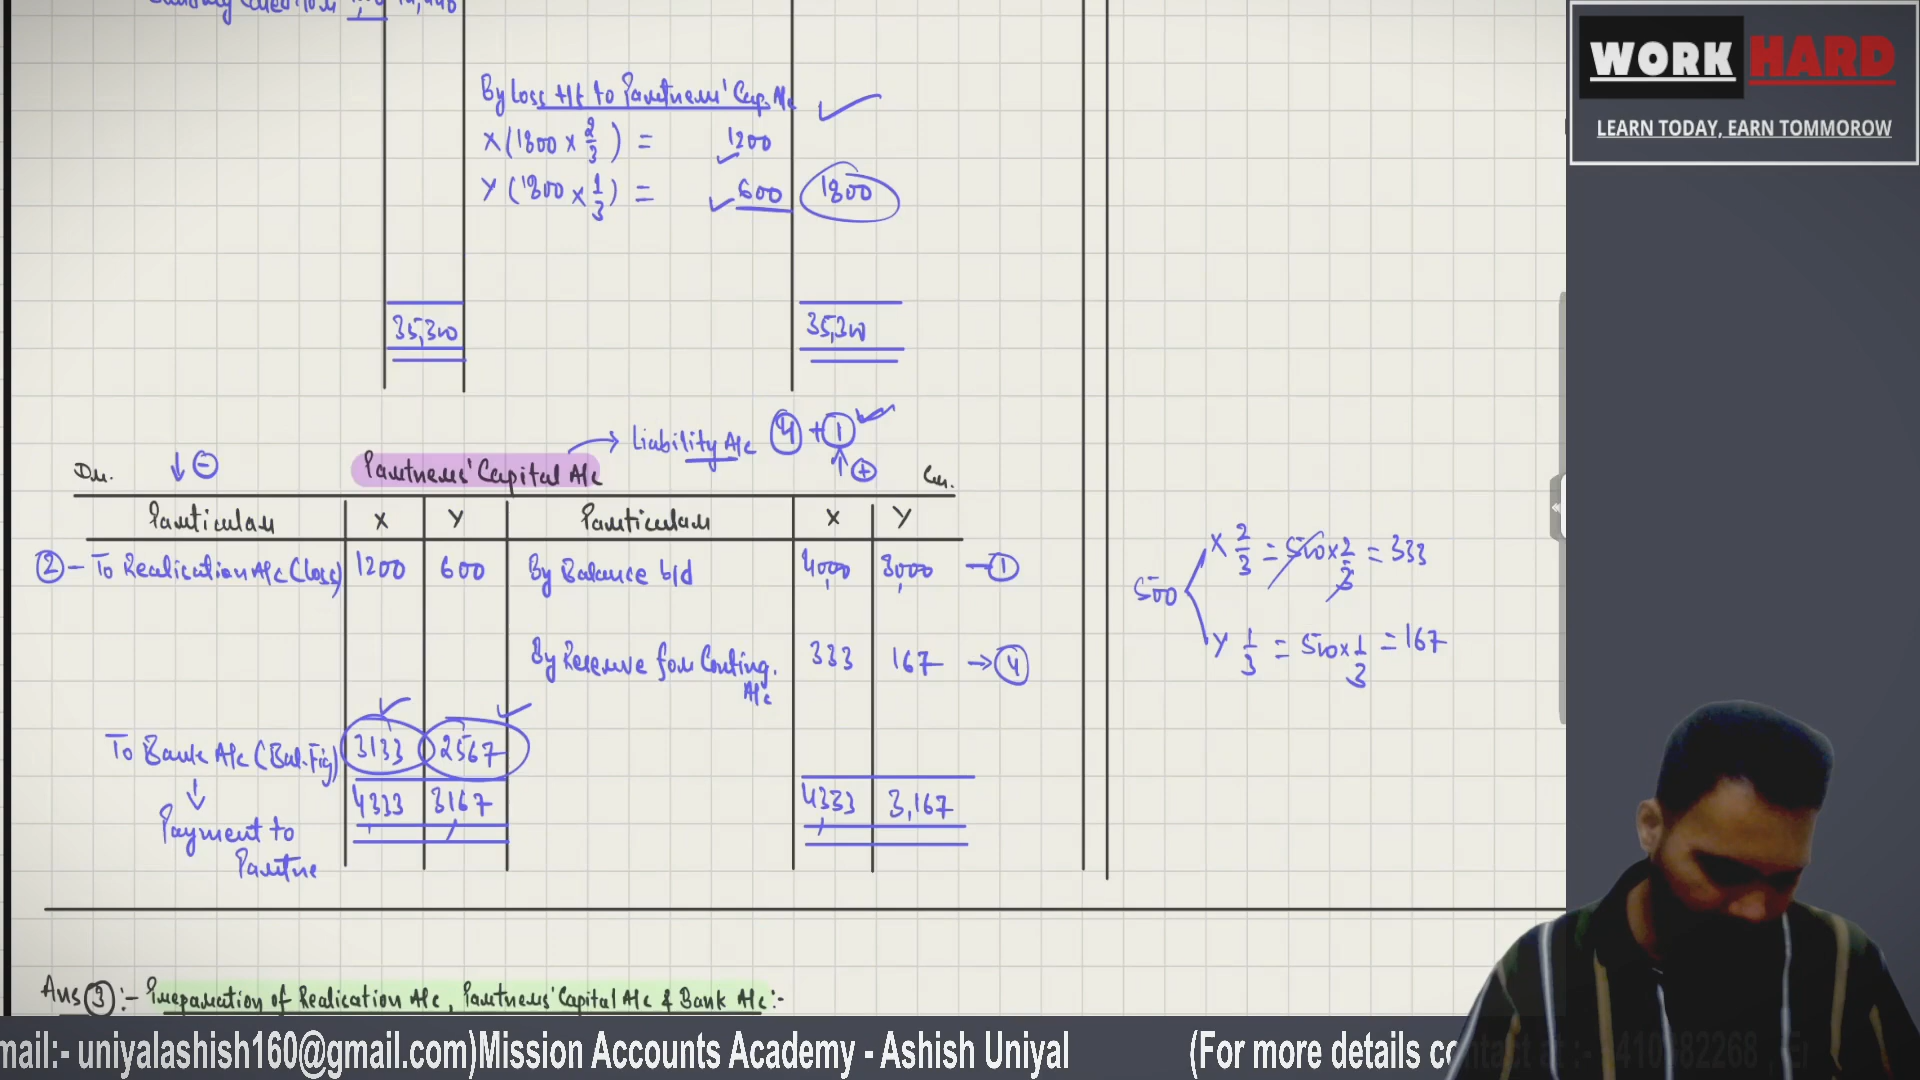 WORK HARD
LEARN TODAY, EARN TOMMOROW
By Loss t/f to Partners' Cap. A/c
X (1800 x 2/3) = 1200
Y (1800 x 1/3) = 600 1800
35,300 35,300
Liability A/c 4 + 1
+
Dr. ↓ - Partners' Capital A/c Cr.
Particulars X Y Particulars X Y
2 - To Realisation A/c (Loss) 1200 600 By Balance b/d 4000 3000 - 1
By Reserve for Conting. A/c 333 167 → 4
To Bank A/c (Bal. Fig) 3133 2567
4333 3167 4333 3,167
Payment to
Partne
500
X 2/3 = 500 x 2/3 = 333
Y 1/3 = 500 x 1/3 = 167
Ans 3 :- Preparation of Realisation A/c, Partners' Capital A/c & Bank A/c :-
mail:- uniyalashish160@gmail.com)Mission Accounts Academy - Ashish Uniyal (For more details co